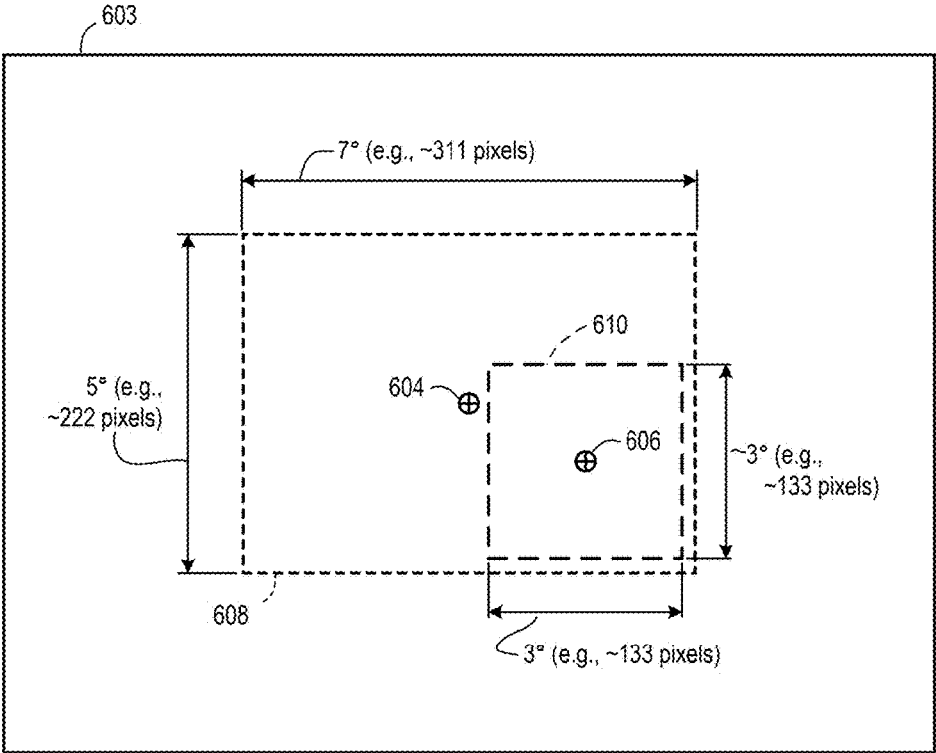 603
7° (e.g., ~311 pixels)
610
604
5° (e.g.,
~222 pixels)
606
~3° (e.g.,
~133 pixels)
608
3° (e.g., ~133 pixels)